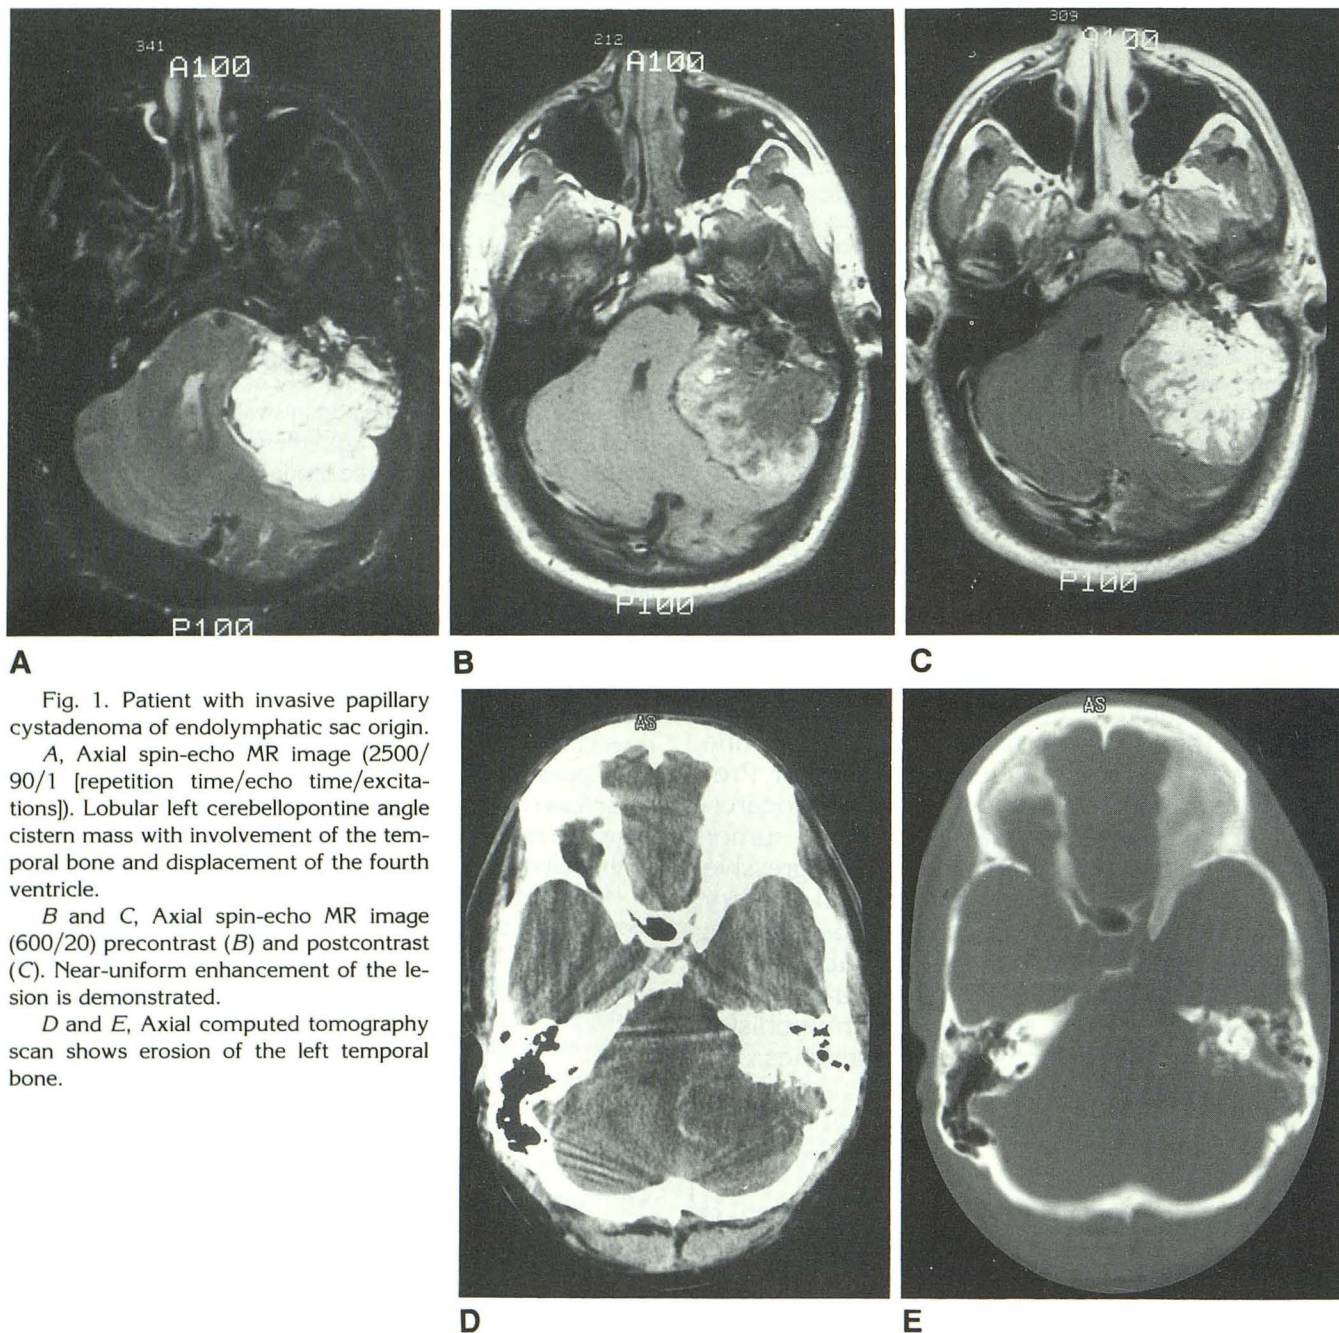 341
A100
P100
A
212
A100
P100
B
309
A100
P100
C
Fig. 1. Patient with invasive papillary
cystadenoma of endolymphatic sac origin.
A, Axial spin-echo MR image (2500/
90/1 [repetition time/echo time/excita-
tions]). Lobular left cerebellopontine angle
cistern mass with involvement of the tem-
poral bone and displacement of the fourth
ventricle.
B and C, Axial spin-echo MR image
(600/20) precontrast (B) and postcontrast
(C). Near-uniform enhancement of the le-
sion is demonstrated.
D and E, Axial computed tomography
scan shows erosion of the left temporal
bone.
AS
D
AS
E